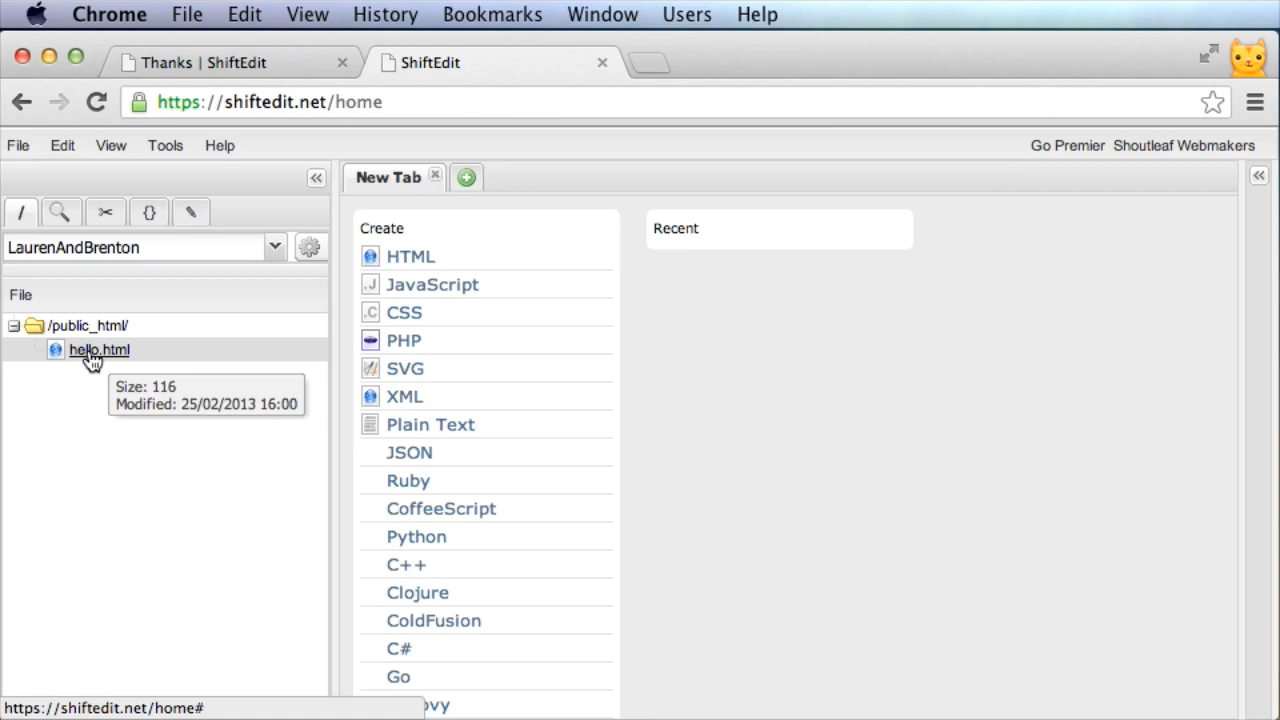 Chrome File Edit View History Bookmarks Window Users Help
Thanks | ShiftEdit
ShiftEdit
https://shiftedit.net/home
File Edit View Tools Help
Go Premier Shoutleaf Webmakers
New Tab
LaurenAndBrenton
File
/public_html/
hello.html
Size: 116
Modified: 25/02/2013 16:00
Create
HTML
JavaScript
CSS
PHP
SVG
XML
Plain Text
JSON
Ruby
CoffeeScript
Python
C++
Clojure
ColdFusion
C#
Go
ovy
Recent
https://shiftedit.net/home#